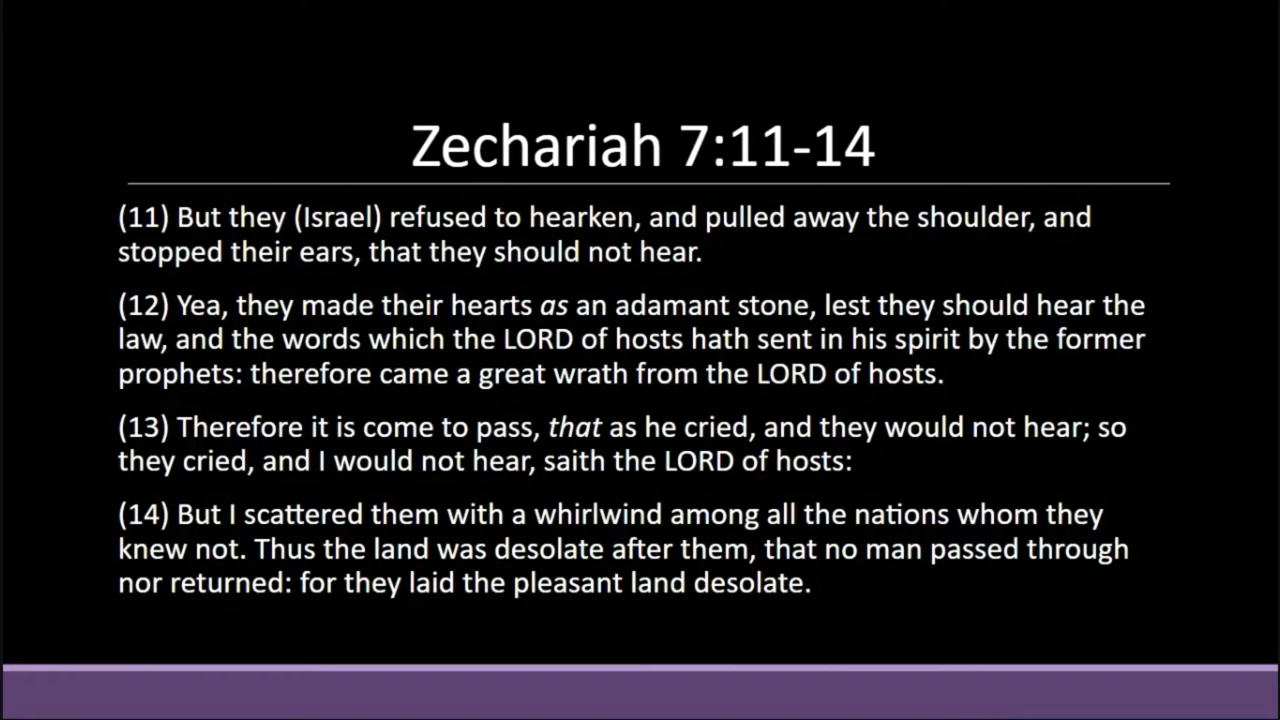 Zechariah 7:11-14
(11) But they (Israel) refused to hearken, and pulled away the shoulder, and
stopped their ears, that they should not hear.
(12) Yea, they made their hearts as an adamant stone, lest they should hear the
law, and the words which the LORD of hosts hath sent in his spirit by the former
prophets: therefore came a great wrath from the LORD of hosts.
(13) Therefore it is come to pass, that as he cried, and they would not hear; so
they cried, and I would not hear, saith the LORD of hosts:
(14) But I scattered them with a whirlwind among all the nations whom they
knew not. Thus the land was desolate after them, that no man passed through
nor returned: for they laid the pleasant land desolate.